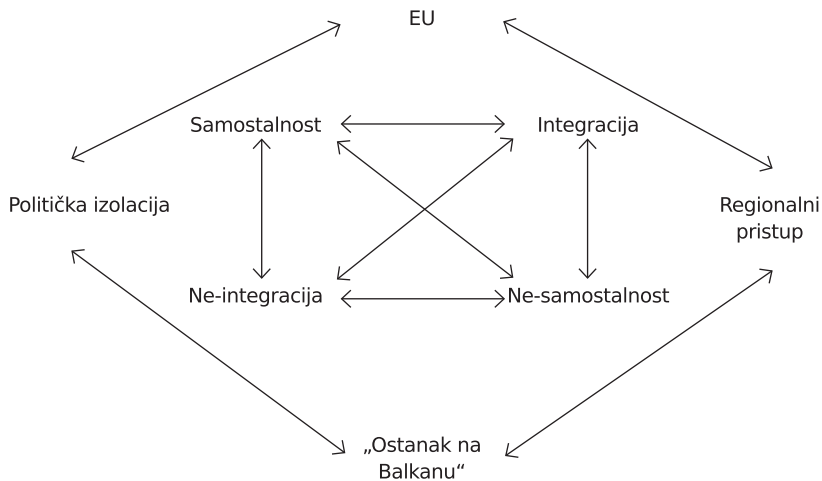 EU
Samostalnost
Integracija
Politička izolacija
Regionalni
pristup
Ne-integracija
Ne-samostalnost
„Ostanak na
Balkanu“